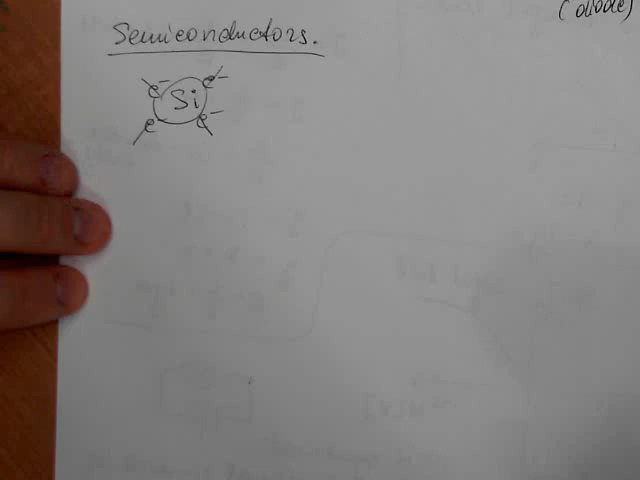 (diode)
Semiconductors.
e⁻ e⁻
Si
e⁻ e⁻